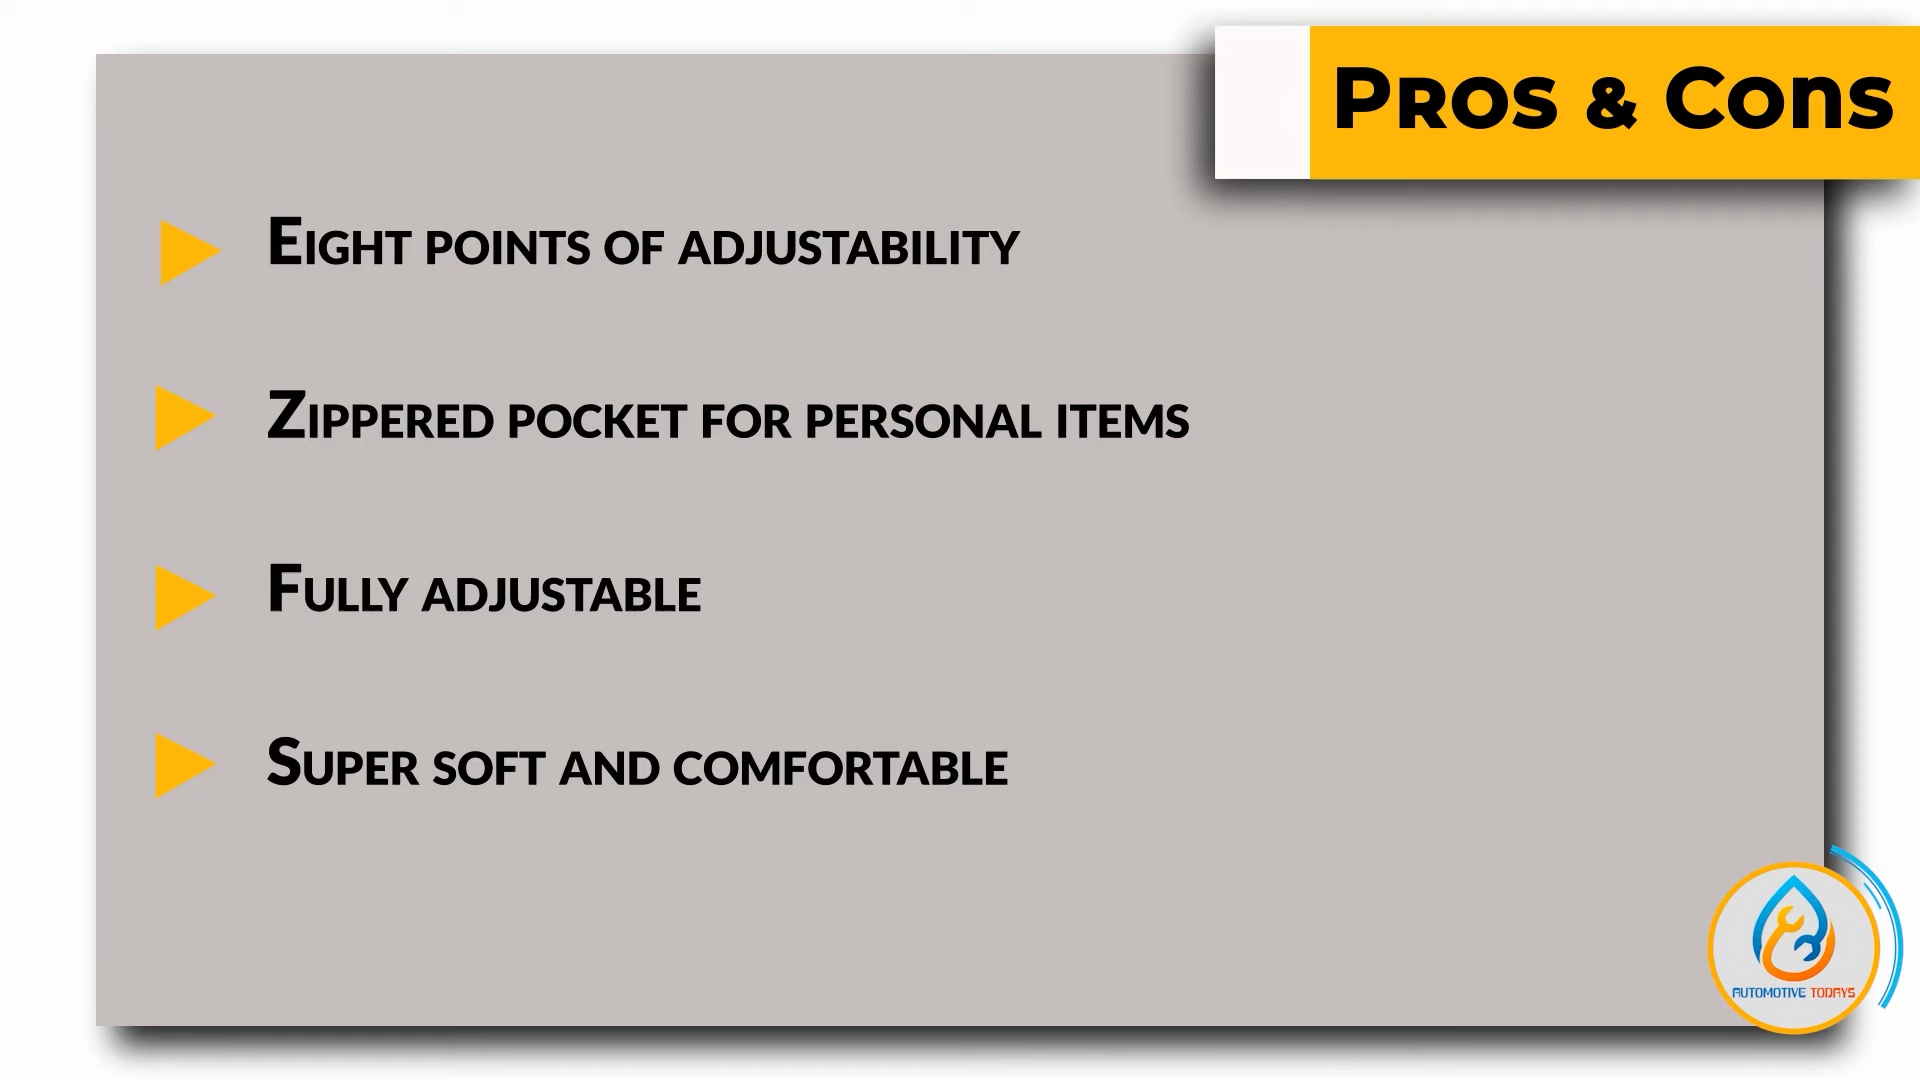 Pros & Cons
Eight points of adjustability
Zippered pocket for personal items
Fully adjustable
Super soft and comfortable
AUTOMOTIVE TODAYS